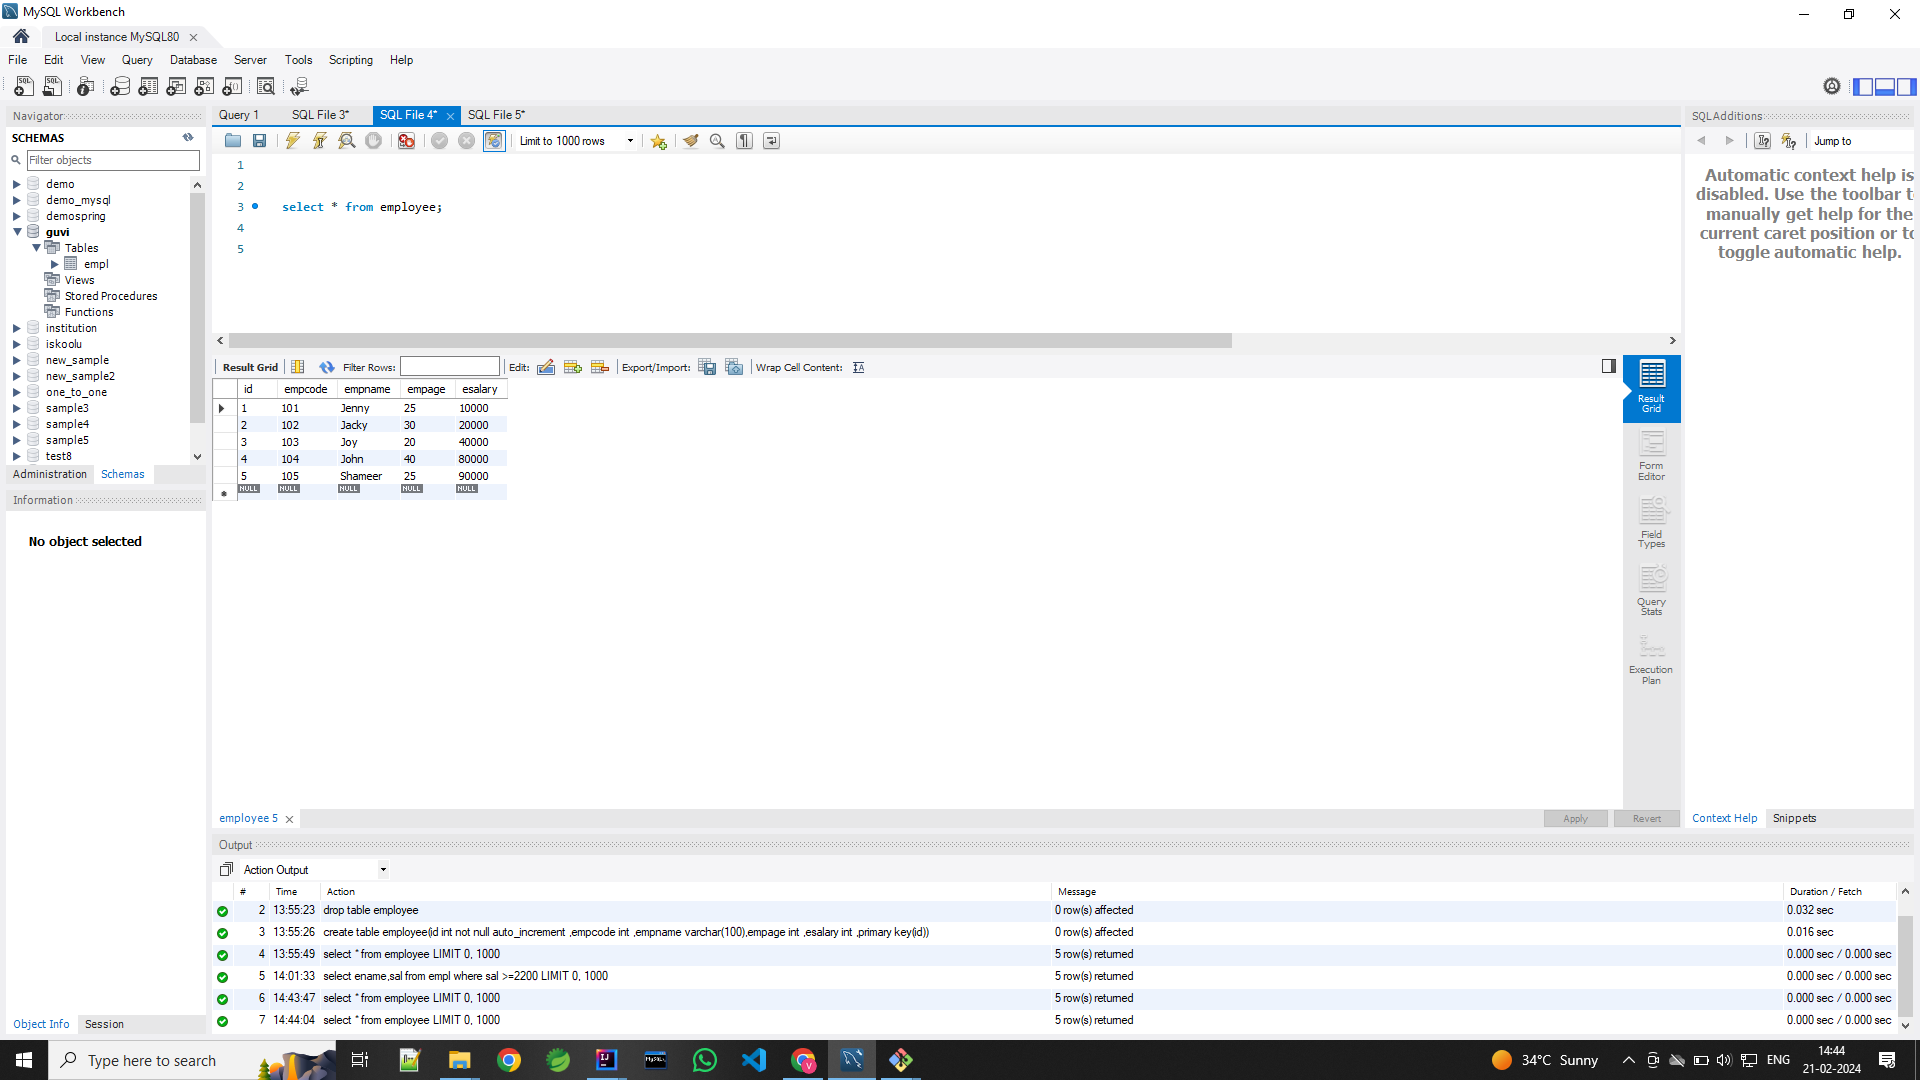 MySQL Workbench
Local instance MySQL80
File Edit View Query Database Server Tools Scripting Help
Navigator
SCHEMAS
Filter objects
demo
demo_mysql
demospring
guvi
Tables
empl
Views
Stored Procedures
Functions
institution
iskoolu
new_sample
new_sample2
one_to_one
sample3
sample4
sample5
test8
Administration Schemas
Information
No object selected
Object Info Session
Query 1 SQL File 3* SQL File 4* SQL File 5*
Limit to 1000 rows
1
2
3 select * from employee;
4
5
Result Grid Filter Rows: Edit: Export/Import: Wrap Cell Content:
id empcode empname empage esalary
1 101 Jenny 25 10000
2 102 Jacky 30 20000
3 103 Joy 20 40000
4 104 John 40 80000
5 105 Shameer 25 90000
NULL NULL NULL NULL NULL
Result
Grid
Form
Editor
Field
Types
Query
Stats
Execution
Plan
employee 5
Apply Revert
SQLAdditions
Jump to
Automatic context help is
disabled. Use the toolbar t
manually get help for the
current caret position or to
toggle automatic help.
Context Help Snippets
Output
Action Output
# Time Action Message Duration / Fetch
2 13:55:23 drop table employee 0 row(s) affected 0.032 sec
3 13:55:26 create table employee(id int not null auto_increment ,empcode int ,empname varchar(100),empage int ,esalary int ,primary key(id)) 0 row(s) affected 0.016 sec
4 13:55:49 select * from employee LIMIT 0, 1000 5 row(s) returned 0.000 sec / 0.000 sec
5 14:01:33 select ename,sal from empl where sal >=2200 LIMIT 0, 1000 5 row(s) returned 0.000 sec / 0.000 sec
6 14:43:47 select * from employee LIMIT 0, 1000 5 row(s) returned 0.000 sec / 0.000 sec
7 14:44:04 select * from employee LIMIT 0, 1000 5 row(s) returned 0.000 sec / 0.000 sec
Type here to search
34°C Sunny
ENG
14:44
21-02-2024